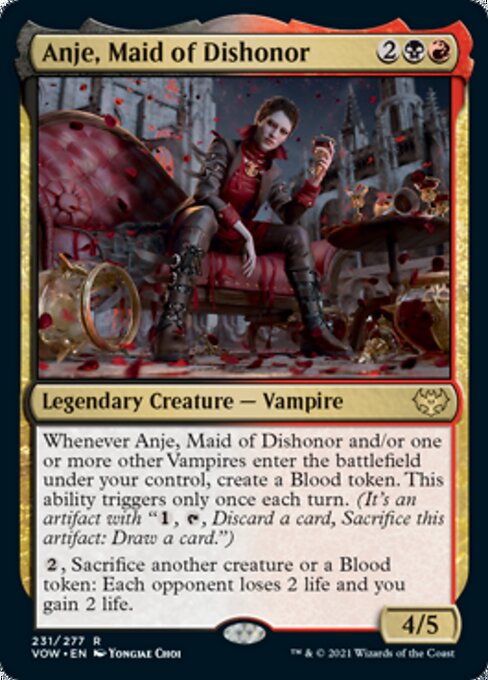 Anje, Maid of Dishonor 2
Legendary Creature — Vampire
Whenever Anje, Maid of Dishonor and/or one
or more other Vampires enter the battlefield
under your control, create a Blood token. This
ability triggers only once each turn. (It's an
artifact with “1, , Discard a card, Sacrifice this
artifact: Draw a card.”)
2, Sacrifice another creature or a Blood
token: Each opponent loses 2 life and you
gain 2 life.
4/5
231/277 R
VOW • EN Yongjae Choi
™ & © 2021 Wizards of the Coast